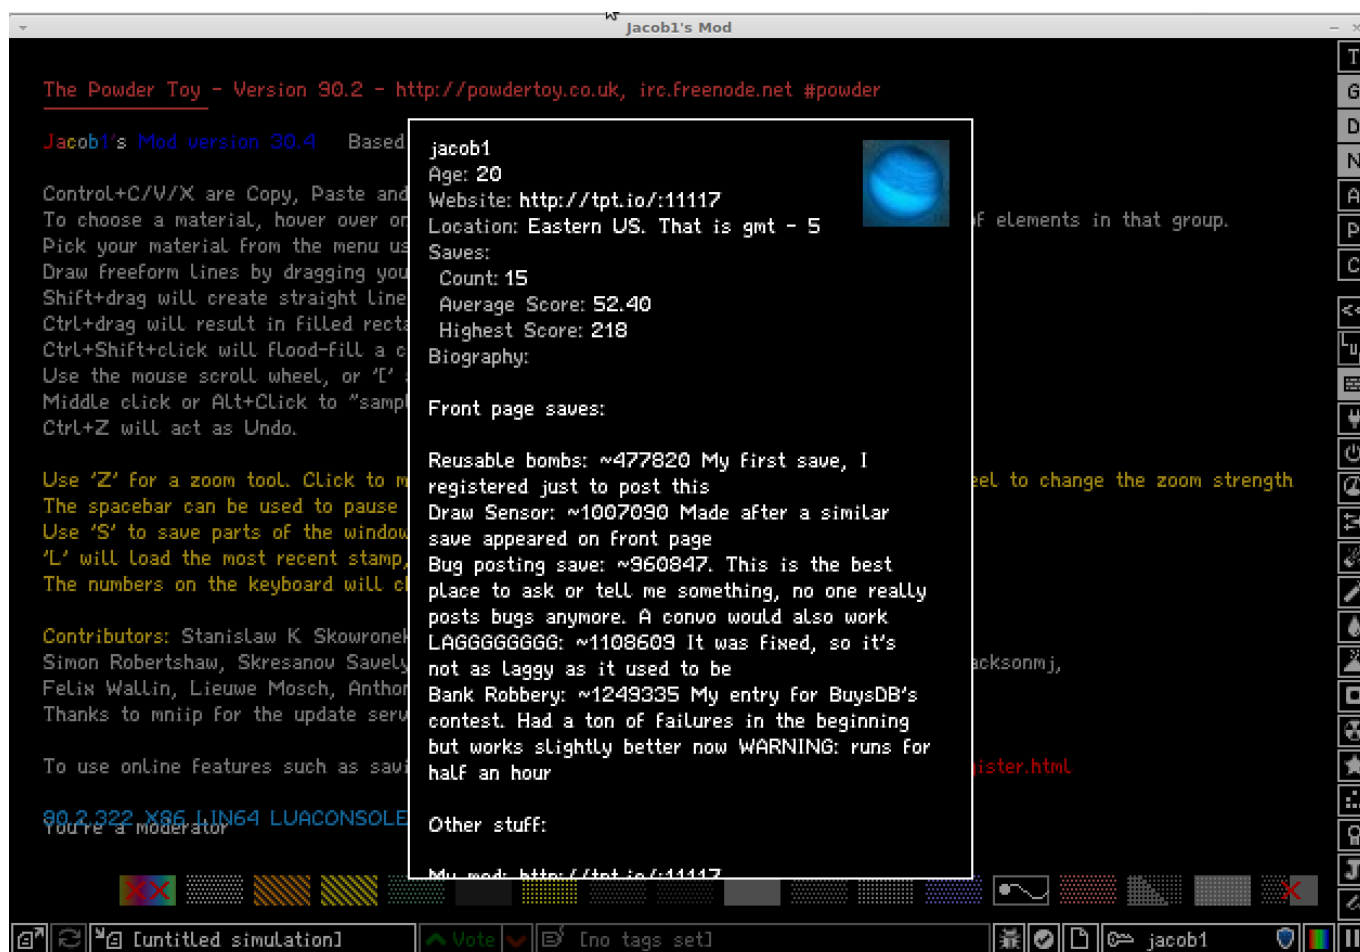 Jacob1's Mod
The Powder Toy - Version 90.2 - http://powdertoy.co.uk, irc.freenode.net #powder
Jacob1's Mod version 30.4 Based
Control+C/V/X are Copy, Paste and
To choose a material, hover over on
f elements in that group.
Pick your material from the menu us
Draw freeform lines by dragging you
Shift+drag will create straight line
Ctrl+drag will result in filled recta
Ctrl+Shift+click will flood-fill a c
Use the mouse scroll wheel, or '['
Middle click or Alt+Click to "sampl
Ctrl+Z will act as Undo.
Use 'Z' for a zoom tool. Click to m
eel to change the zoom strength
The spacebar can be used to pause
Use 'S' to save parts of the window
'L' will load the most recent stamp,
The numbers on the keyboard will c
Contributors: Stanislaw K Skowronek
Simon Robertshaw, Skresanov Savely
acksonmj,
Felix Wallin, Lieuwe Mosch, Anthon
Thanks to mniip for the update serv
To use online features such as savi
ister.html
90.2.322 X86 LIN64 LUACONSOLE
You're a moderator
jacob1
Age: 20
Website: http://tpt.io/:11117
Location: Eastern US. That is gmt - 5
Saves:
Count: 15
Average Score: 52.40
Highest Score: 218
Biography:
Front page saves:
Reusable bombs: ~477820 My first save, I
registered just to post this
Draw Sensor: ~1007090 Made after a similar
save appeared on front page
Bug posting save: ~960847. This is the best
place to ask or tell me something, no one really
posts bugs anymore. A convo would also work
LAGGGGGGGG: ~1108609 It was fixed, so it's
not as laggy as it used to be
Bank Robbery: ~1249335 My entry for BuysDB's
contest. Had a ton of failures in the beginning
but works slightly better now WARNING: runs for
half an hour
Other stuff:
My mod: http://tpt.io/:11117
T
G
D
N
A
P
C
J
[untitled simulation]
Vote
[no tags set]
jacob1